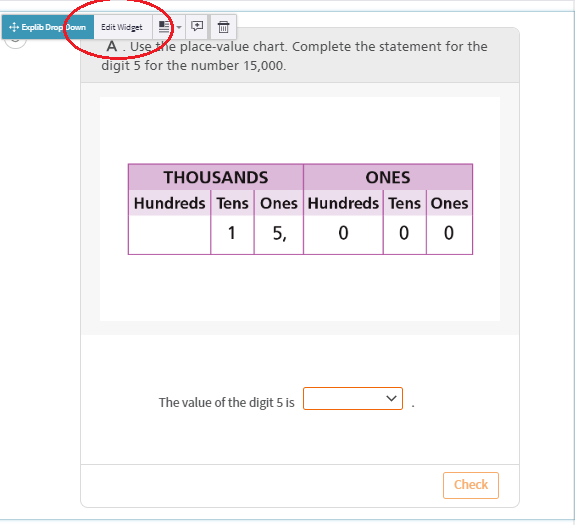 Explib Drop Down Edit Widget
A . Use the place-value chart. Complete the statement for the
digit 5 for the number 15,000.
THOUSANDS ONES
Hundreds Tens Ones Hundreds Tens Ones
1 5, 0 0 0
The value of the digit 5 is .
Check